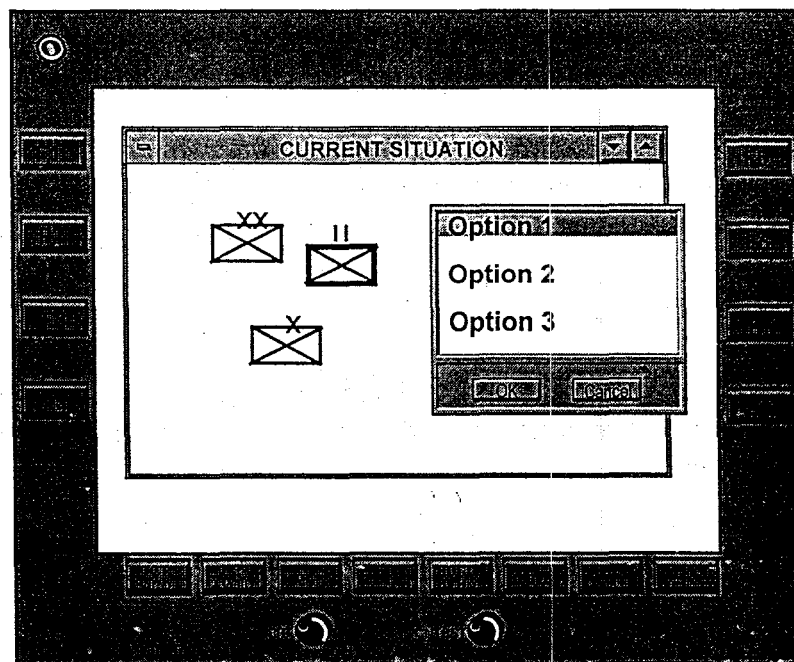 CURRENT SITUATION
XX
II
X
Option 1
Option 2
Option 3
OK
Cancel